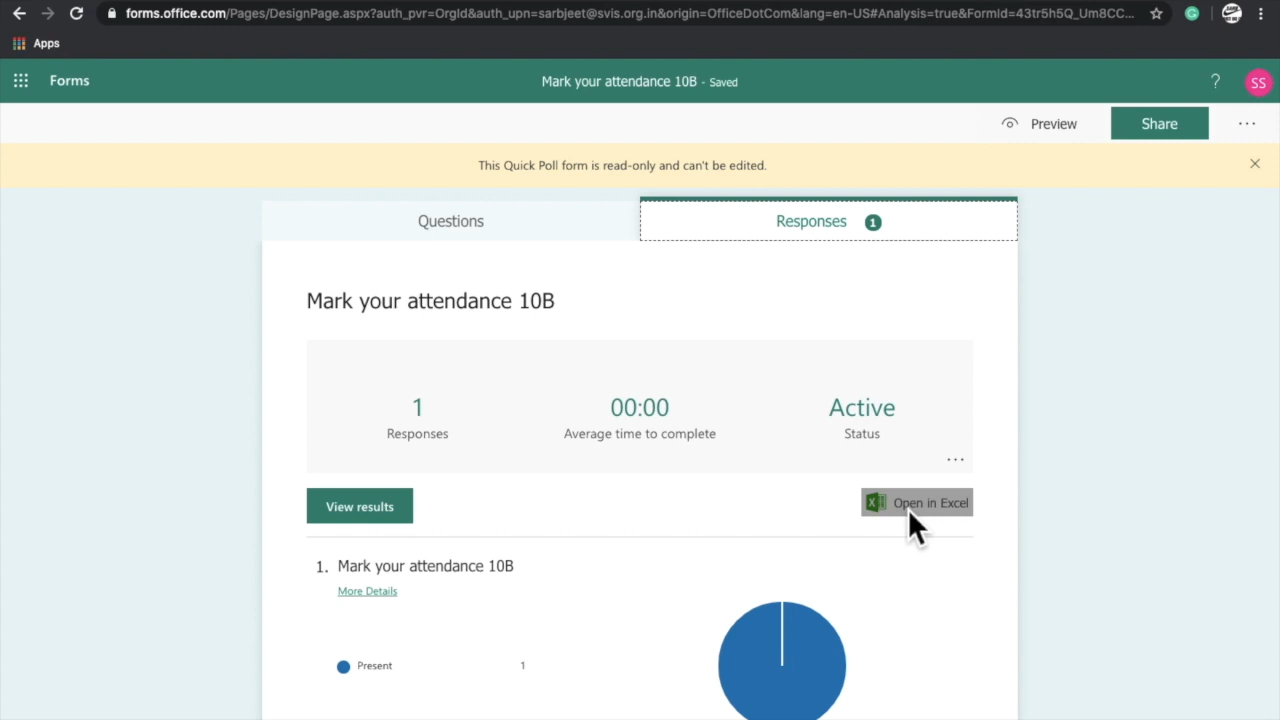 forms.office.com/Pages/DesignPage.aspx?auth_pvr=OrgId&auth_upn=sarbjeet@svis.org.in&origin=OfficeDotCom&lang=en-US#Analysis=true&FormId=43tr5h5Q_Um8CC...
Apps
Forms
Mark your attendance 10B - Saved
?
SS
Preview
Share
...
This Quick Poll form is read-only and can't be edited.
Questions
Responses 1
Mark your attendance 10B
1
Responses
00:00
Average time to complete
Active
Status
...
View results
Open in Excel
1. Mark your attendance 10B
More Details
Present 1